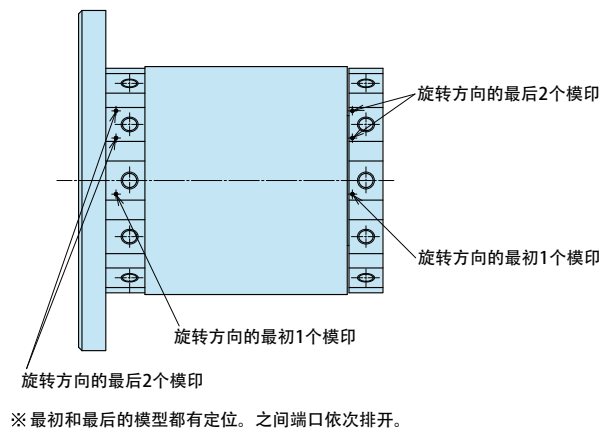 旋转方向的最后2个模印
旋转方向的最初1个模印
旋转方向的最初1个模印
旋转方向的最后2个模印
※ 最初和最后的模型都有定位。之间端口依次排开。